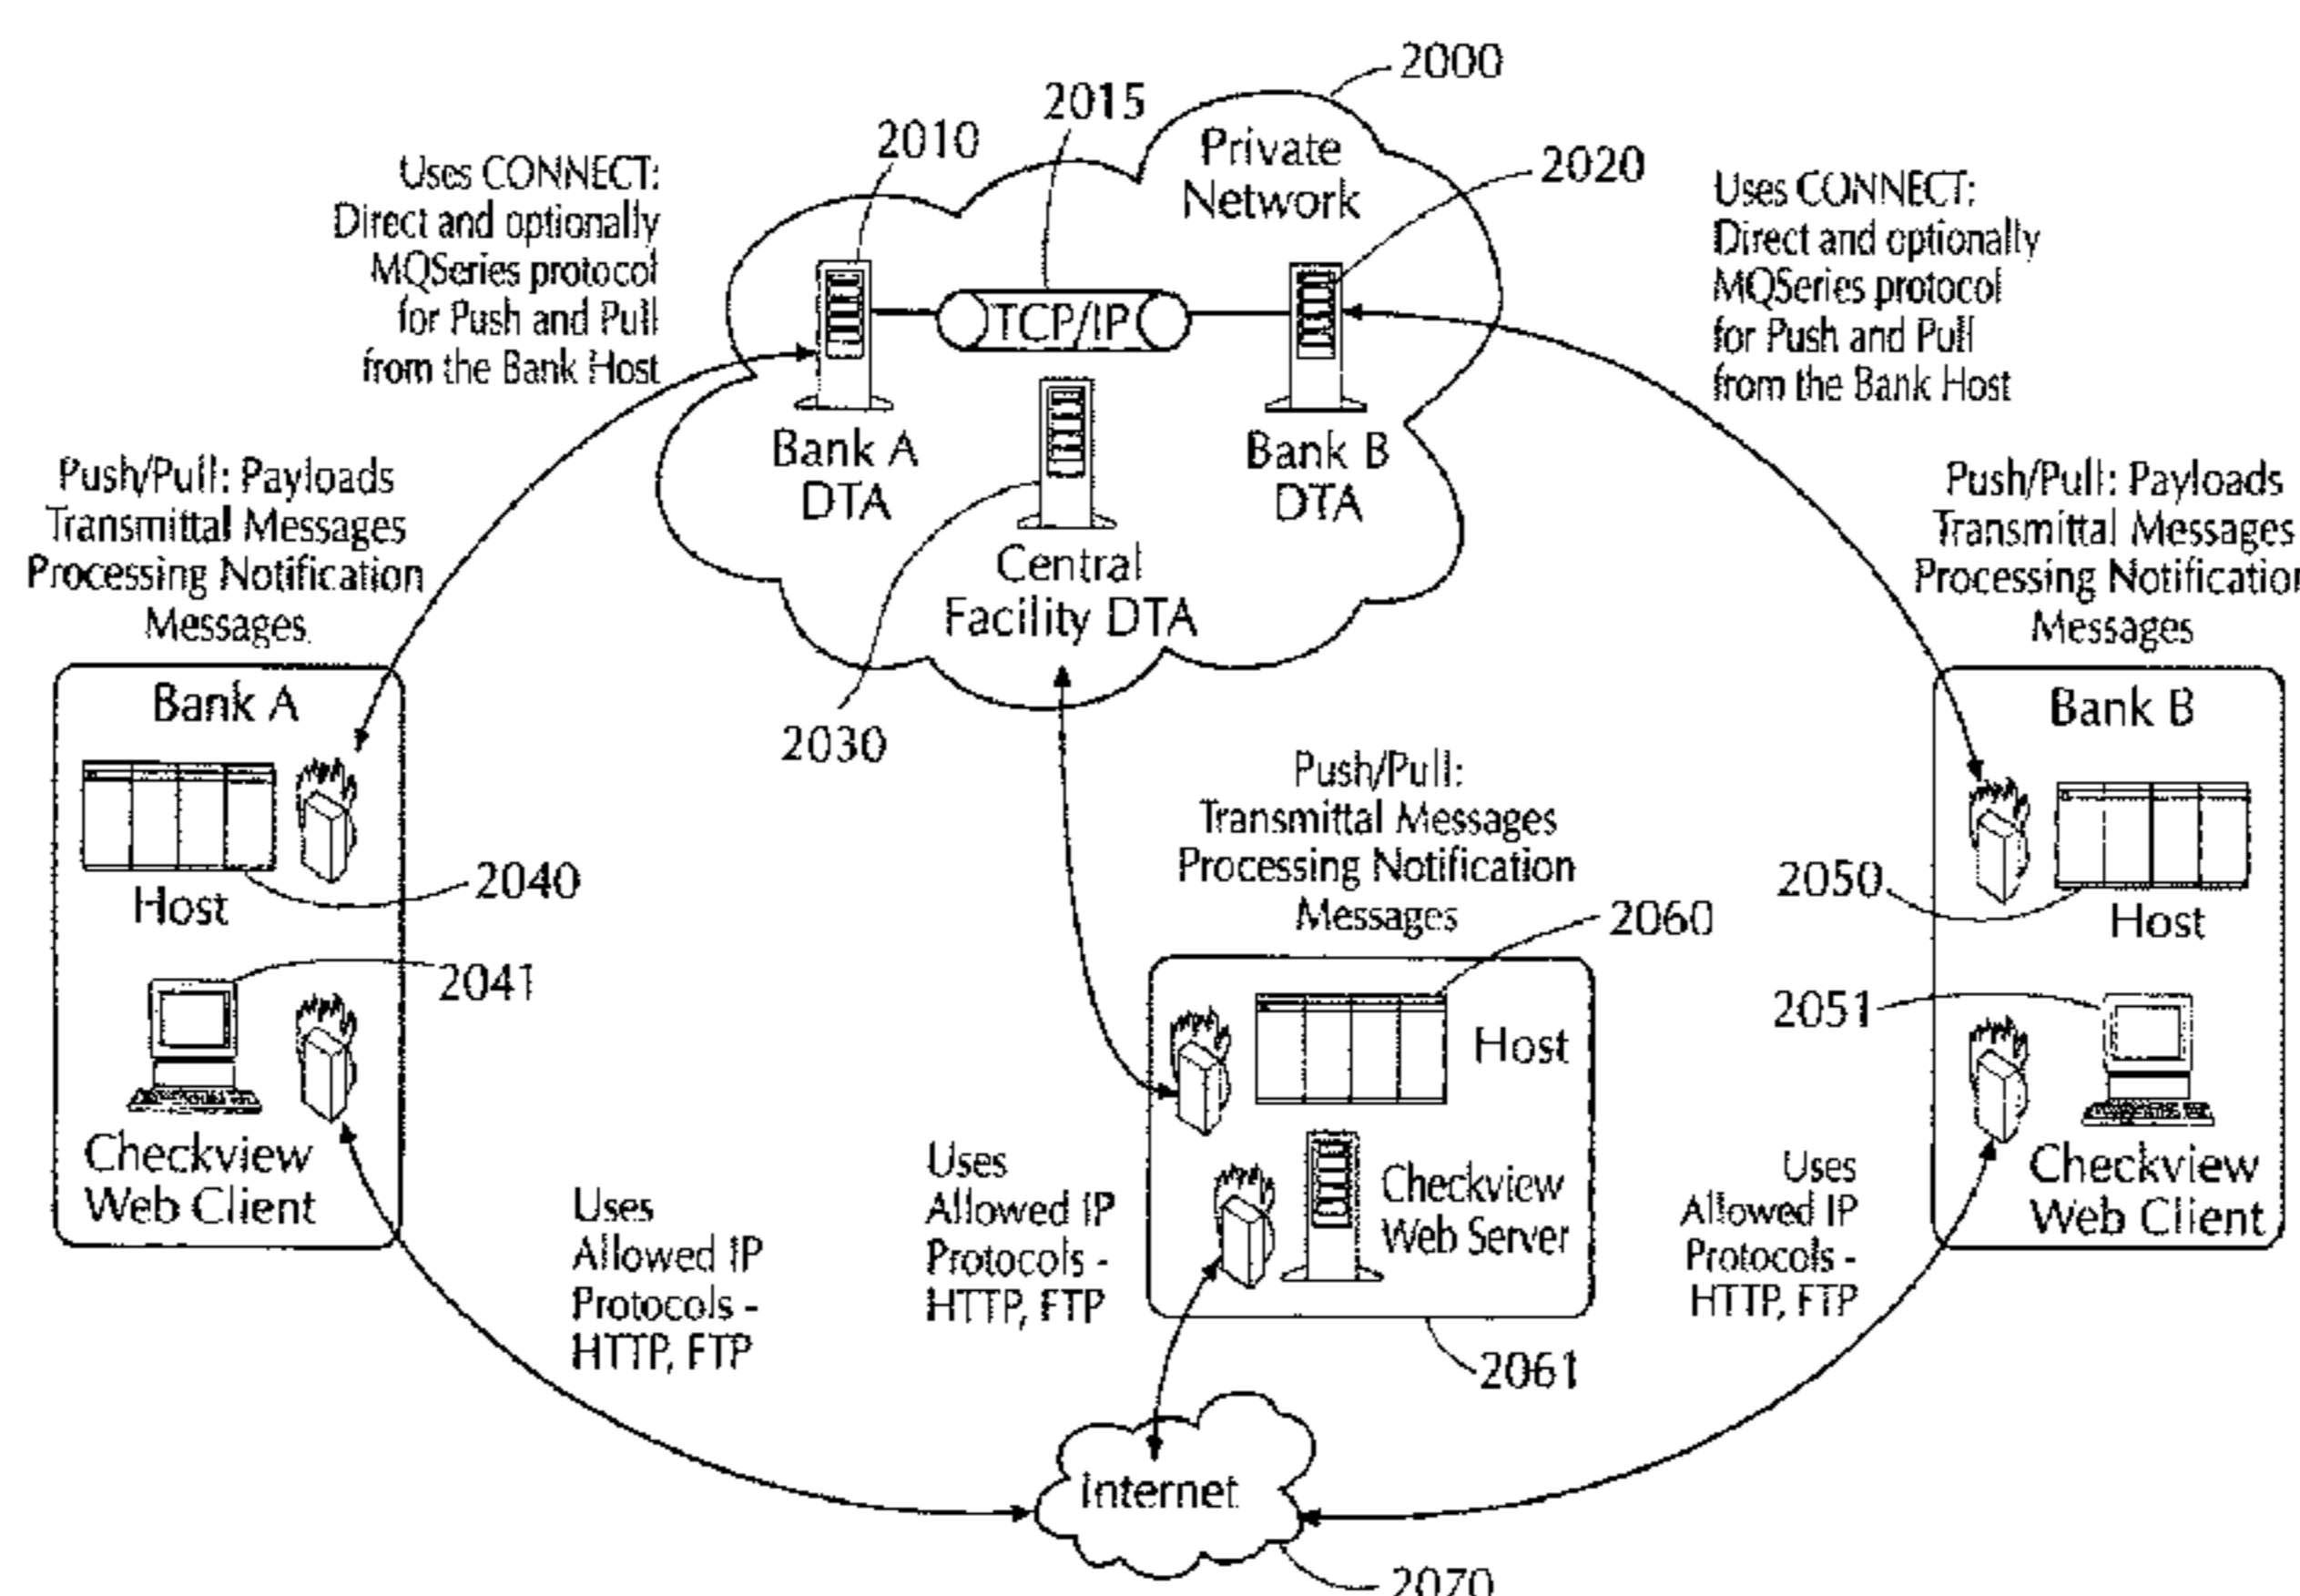 2000
2015
2010
Private
Network
2020
Uses CONNECT:
Direct and optionally
MQSeries protocol
for Push and Pull
from the Bank Host
Uses CONNECT:
Direct and optionally
MQSeries protocol
for Push and Pull
from the Bank Host
TCP/IP
Bank A
DTA
Bank B
DTA
Central
Facility DTA
2030
Push/Pull: Payloads
Transmittal Messages
Processing Notification
Messages
Push/Pull: Payloads
Transmittal Messages
Processing Notification
Messages
Bank A
Host
2040
2041
Checkview
Web Client
Push/Pull:
Transmittal Messages
Processing Notification
Messages
2060
Host
Checkview
Web Server
2061
Bank B
2050
Host
2051
Checkview
Web Client
Uses
Allowed IP
Protocols -
HTTP, FTP
Uses
Allowed IP
Protocols -
HTTP, FTP
Uses
Allowed IP
Protocols -
HTTP, FTP
Internet
2070